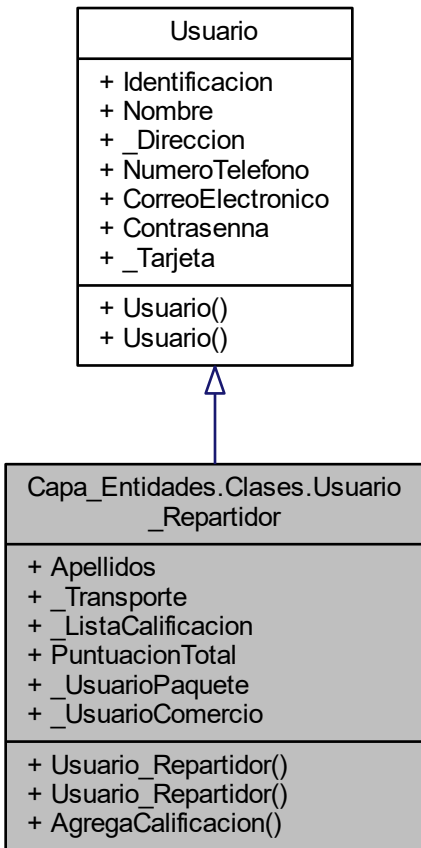 Usuario
+ Identificacion
+ Nombre
+ _Direccion
+ NumeroTelefono
+ CorreoElectronico
+ Contrasenna
+ _Tarjeta
+ Usuario()
+ Usuario()
Capa_Entidades.Clases.Usuario
_Repartidor
+ Apellidos
+ _Transporte
+ _ListaCalificacion
+ PuntuacionTotal
+ _UsuarioPaquete
+ _UsuarioComercio
+ Usuario_Repartidor()
+ Usuario_Repartidor()
+ AgregaCalificacion()